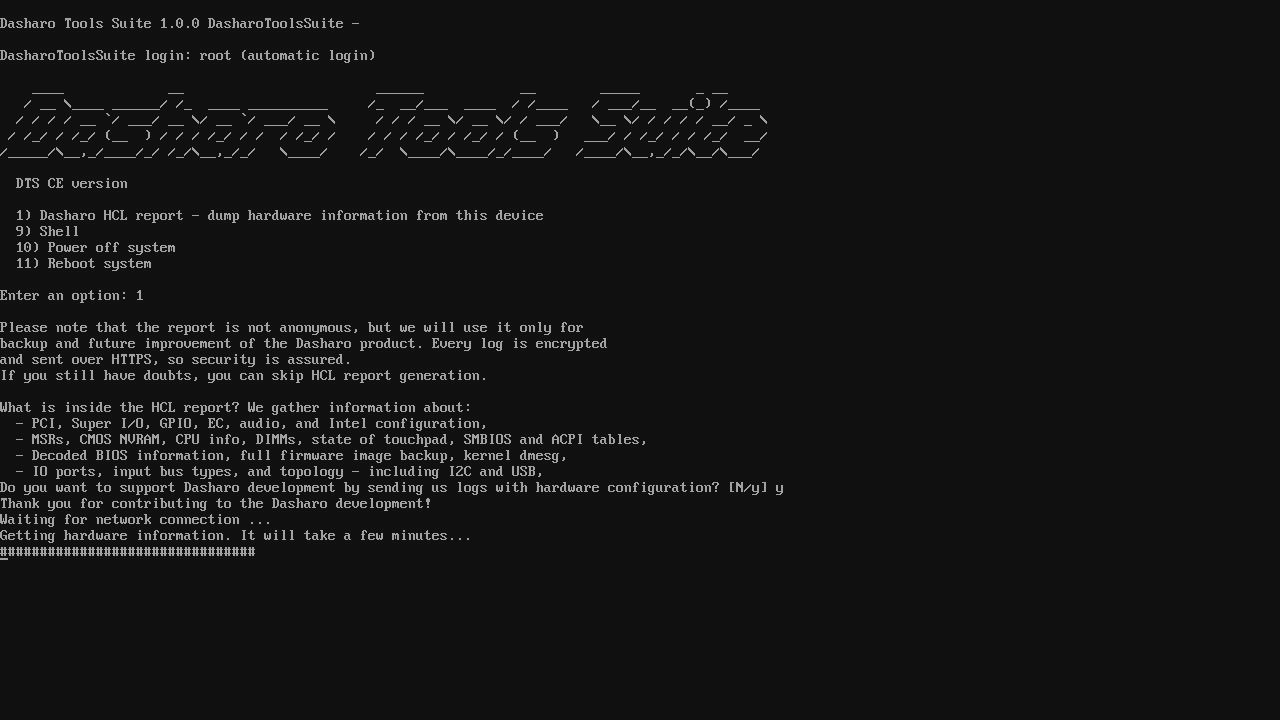 Dasharo Tools Suite 1.0.0 DasharoToolsSuite -
DasharoToolsSuite login: root (automatic login)
Dasharo Tools Suite
DTS CE version
1) Dasharo HCL report - dump hardware information from this device
9) Shell
10) Power off system
11) Reboot system
Enter an option: 1
Please note that the report is not anonymous, but we will use it only for
backup and future improvement of the Dasharo product. Every log is encrypted
and sent over HTTPS, so security is assured.
If you still have doubts, you can skip HCL report generation.
What is inside the HCL report? We gather information about:
- PCI, Super I/O, GPIO, EC, audio, and Intel configuration,
- MSRs, CMOS NVRAM, CPU info, DIMMs, state of touchpad, SMBIOS and ACPI tables,
- Decoded BIOS information, full firmware image backup, kernel dmesg,
- IO ports, input bus types, and topology - including I2C and USB,
Do you want to support Dasharo development by sending us logs with hardware configuration? [N/y] y
Thank you for contributing to the Dasharo development!
Waiting for network connection ...
Getting hardware information. It will take a few minutes...
################################